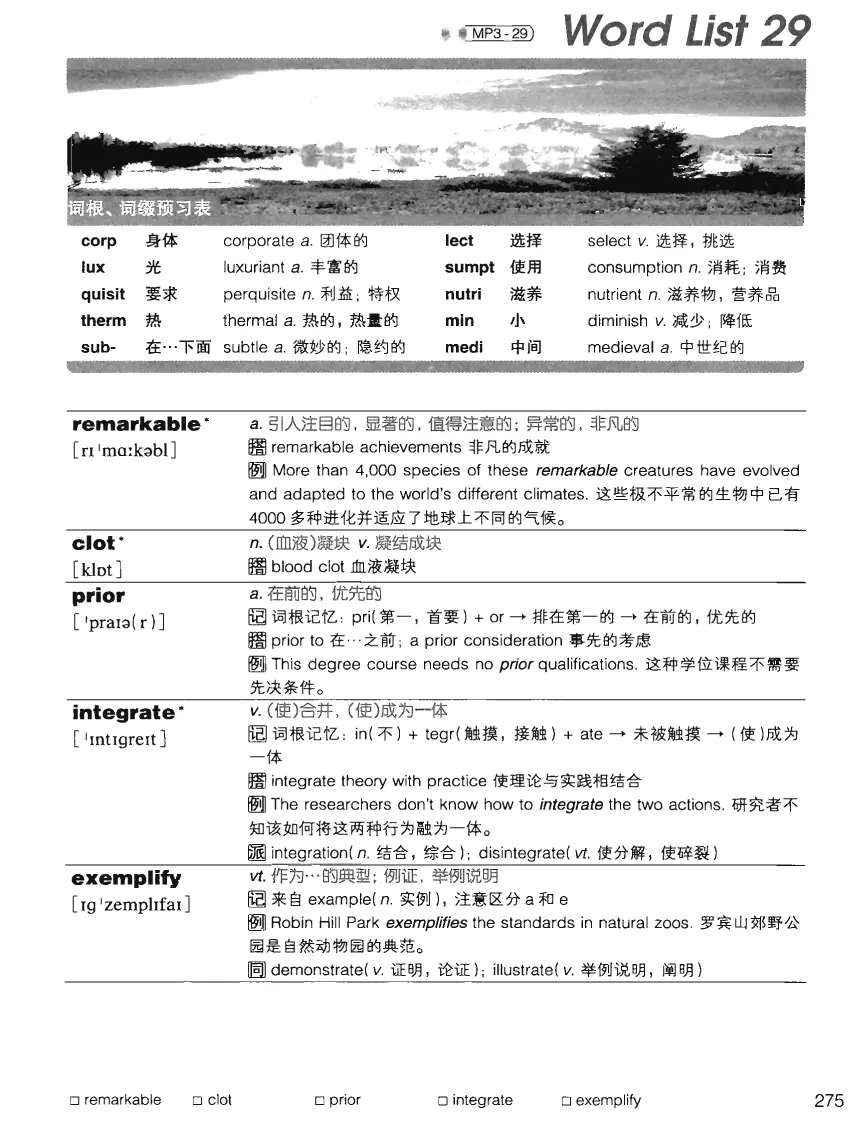 MP3-29 Word List 29
词根、词缀预习表
corp 身体 corporate a. 团体的 lect 选择 select v. 选择，挑选
lux 光 luxuriant a. 丰富的 sumpt 使用 consumption n. 消耗；消费
quisit 要求 perquisite n. 利益；特权 nutri 滋养 nutrient n. 滋养物，营养品
therm 热 thermal a. 热的，热量的 min 小 diminish v. 减少；降低
sub- 在…下面 subtle a. 微妙的；隐约的 medi 中间 medieval a. 中世纪的
remarkable* a. 引人注目的，显著的，值得注意的；异常的，非凡的
[rɪˈmɑːkəbl] 搭 remarkable achievements 非凡的成就
例 More than 4,000 species of these remarkable creatures have evolved
and adapted to the world's different climates. 这些极不平常的生物中已有
4000 多种进化并适应了地球上不同的气候。
clot* n. (血液)凝块 v. 凝结成块
[klɒt] 搭 blood clot 血液凝块
prior a. 在前的，优先的
[ˈpraɪə(r)] 记 词根记忆：pri(第一，首要) + or → 排在第一的 → 在前的，优先的
搭 prior to 在…之前；a prior consideration 事先的考虑
例 This degree course needs no prior qualifications. 这种学位课程不需要
先决条件。
integrate* v. (使)合并，(使)成为一体
[ˈɪntɪɡreɪt] 记 词根记忆：in(不) + tegr(触摸，接触) + ate → 未被触摸 → (使)成为
一体
搭 integrate theory with practice 使理论与实践相结合
例 The researchers don't know how to integrate the two actions. 研究者不
知该如何将这两种行为融为一体。
派 integration(n. 结合，综合)；disintegrate(vt. 使分解，使碎裂)
exemplify vt. 作为…的典型；例证，举例说明
[ɪɡˈzemplɪfaɪ] 记 来自 example(n. 实例)，注意区分 a 和 e
例 Robin Hill Park exemplifies the standards in natural zoos. 罗宾山郊野公
园是自然动物园的典范。
同 demonstrate(v. 证明，论证)；illustrate(v. 举例说明，阐明)
□ remarkable □ clot □ prior □ integrate □ exemplify 275